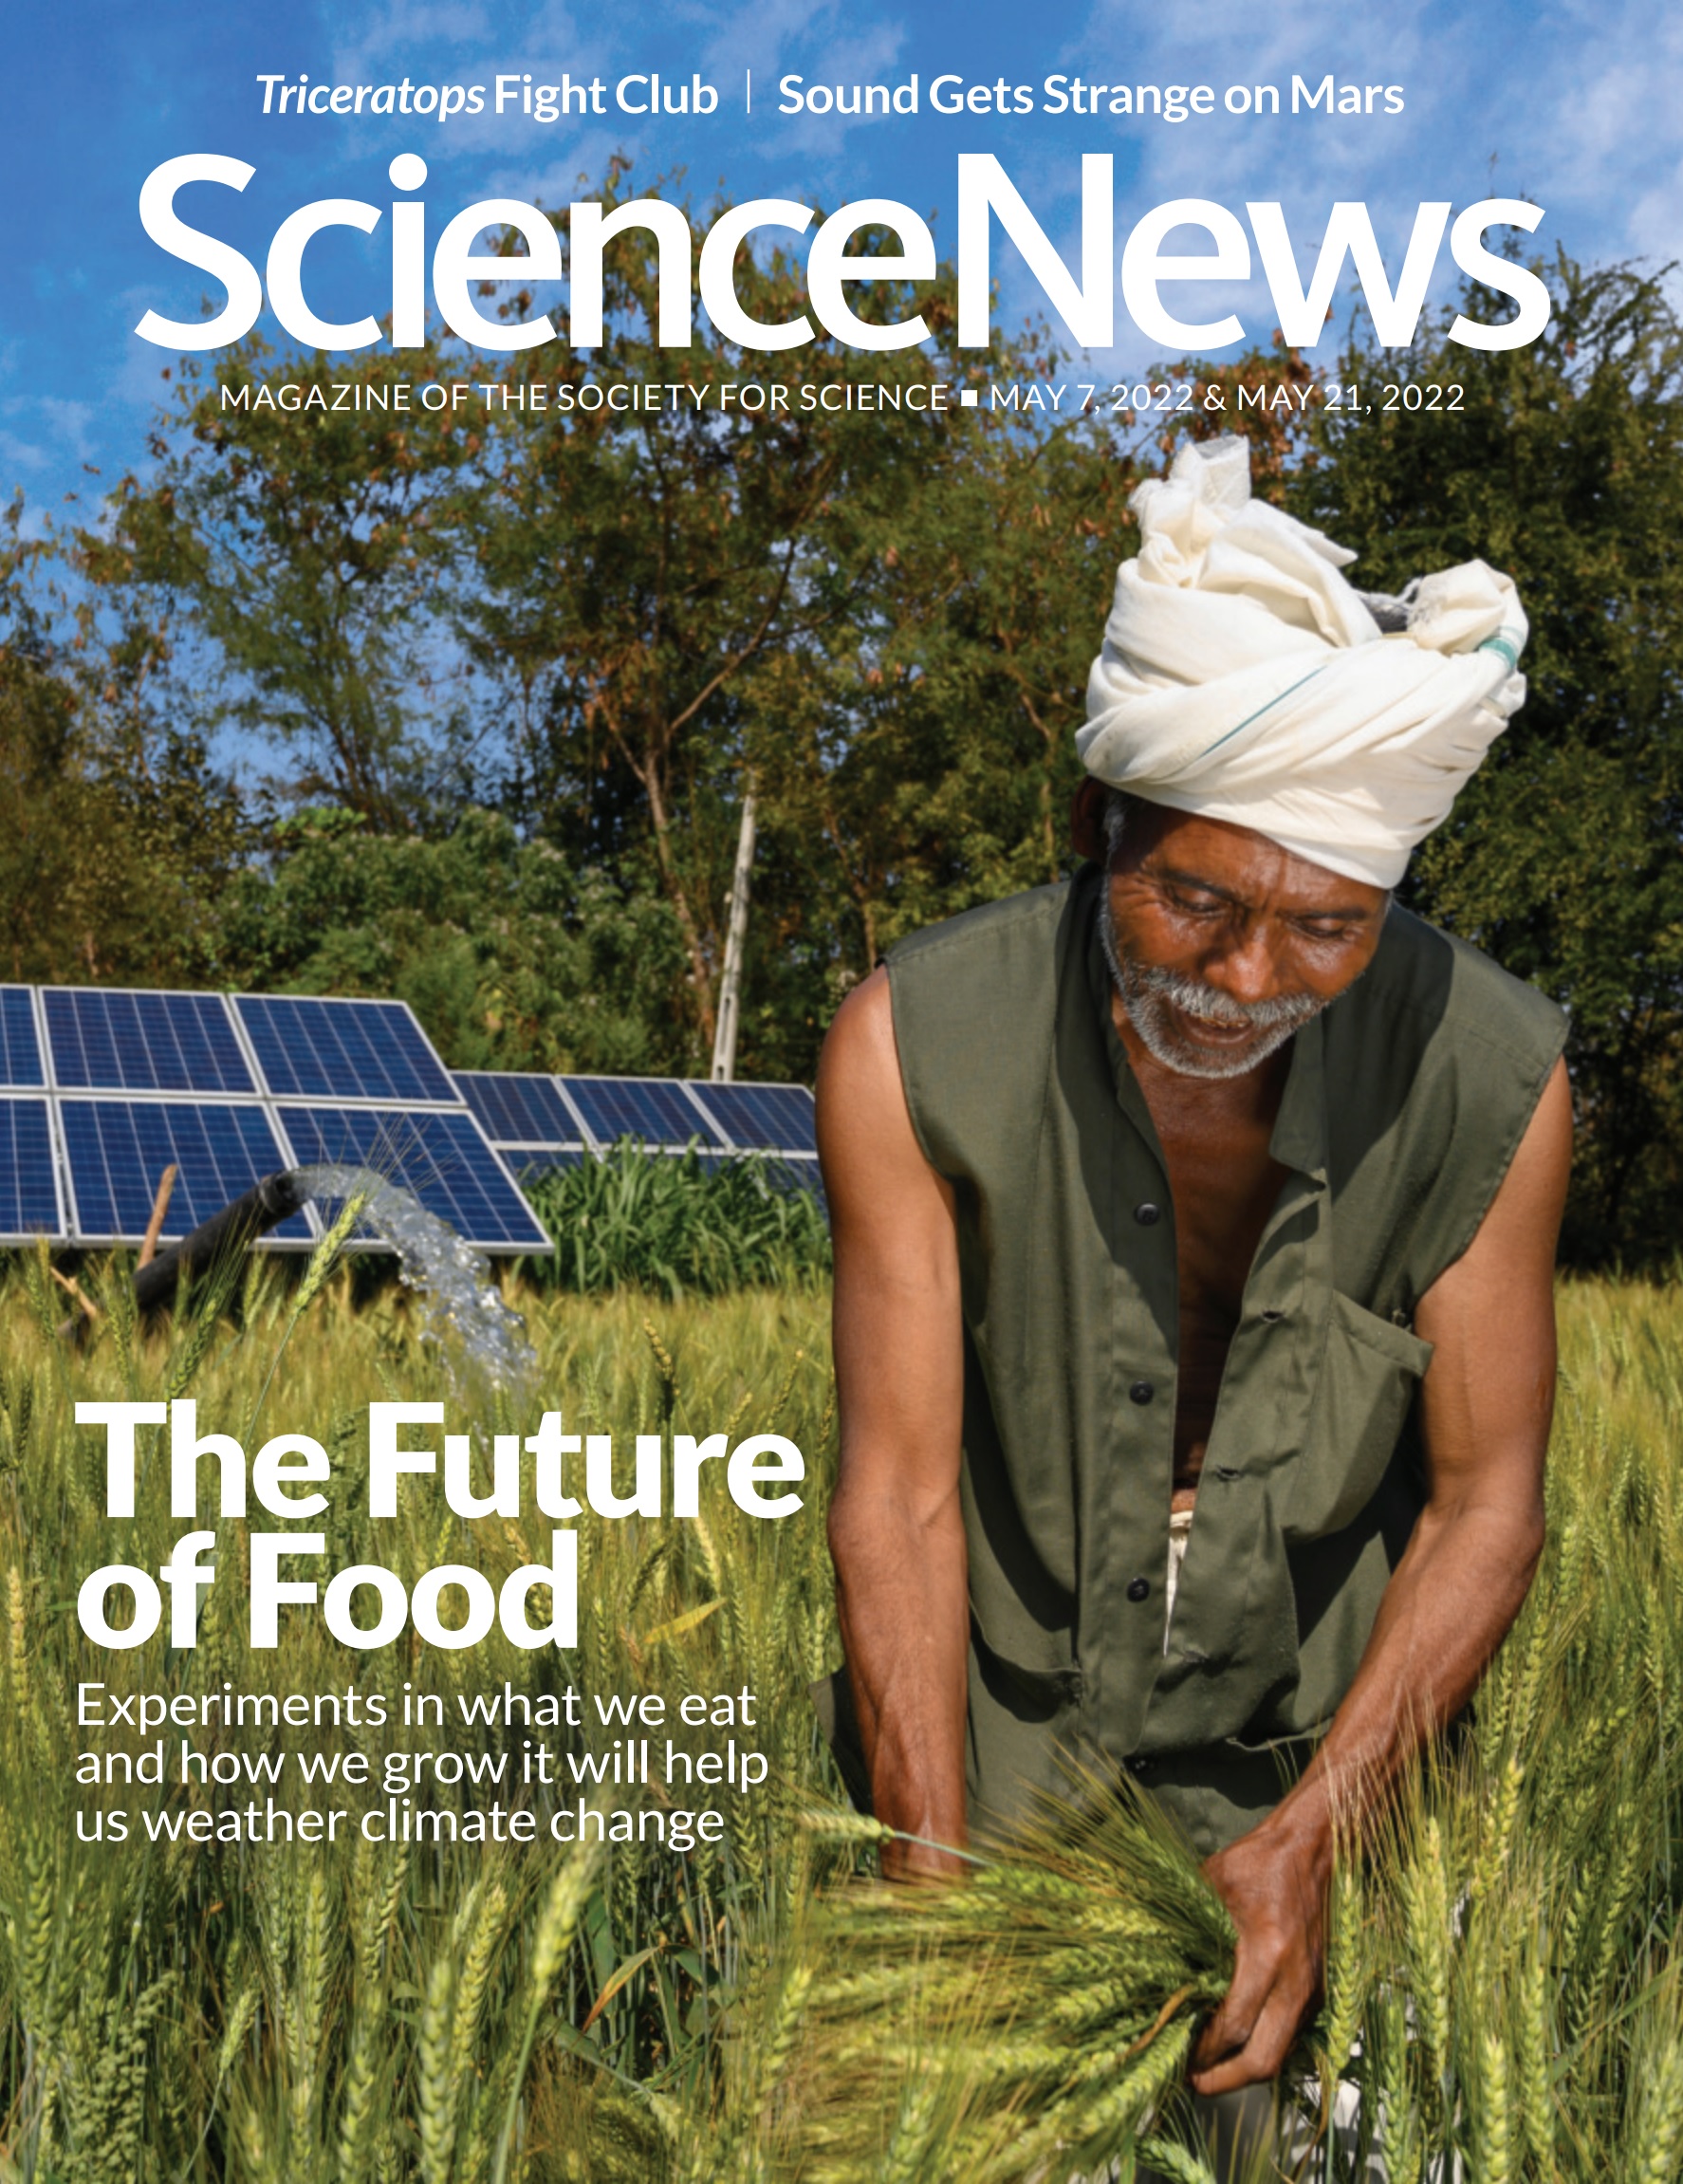 Triceratops Fight Club | Sound Gets Strange on Mars
ScienceNews
MAGAZINE OF THE SOCIETY FOR SCIENCE ■ MAY 7, 2022 & MAY 21, 2022
The Future
of Food
Experiments in what we eat
and how we grow it will help
us weather climate change